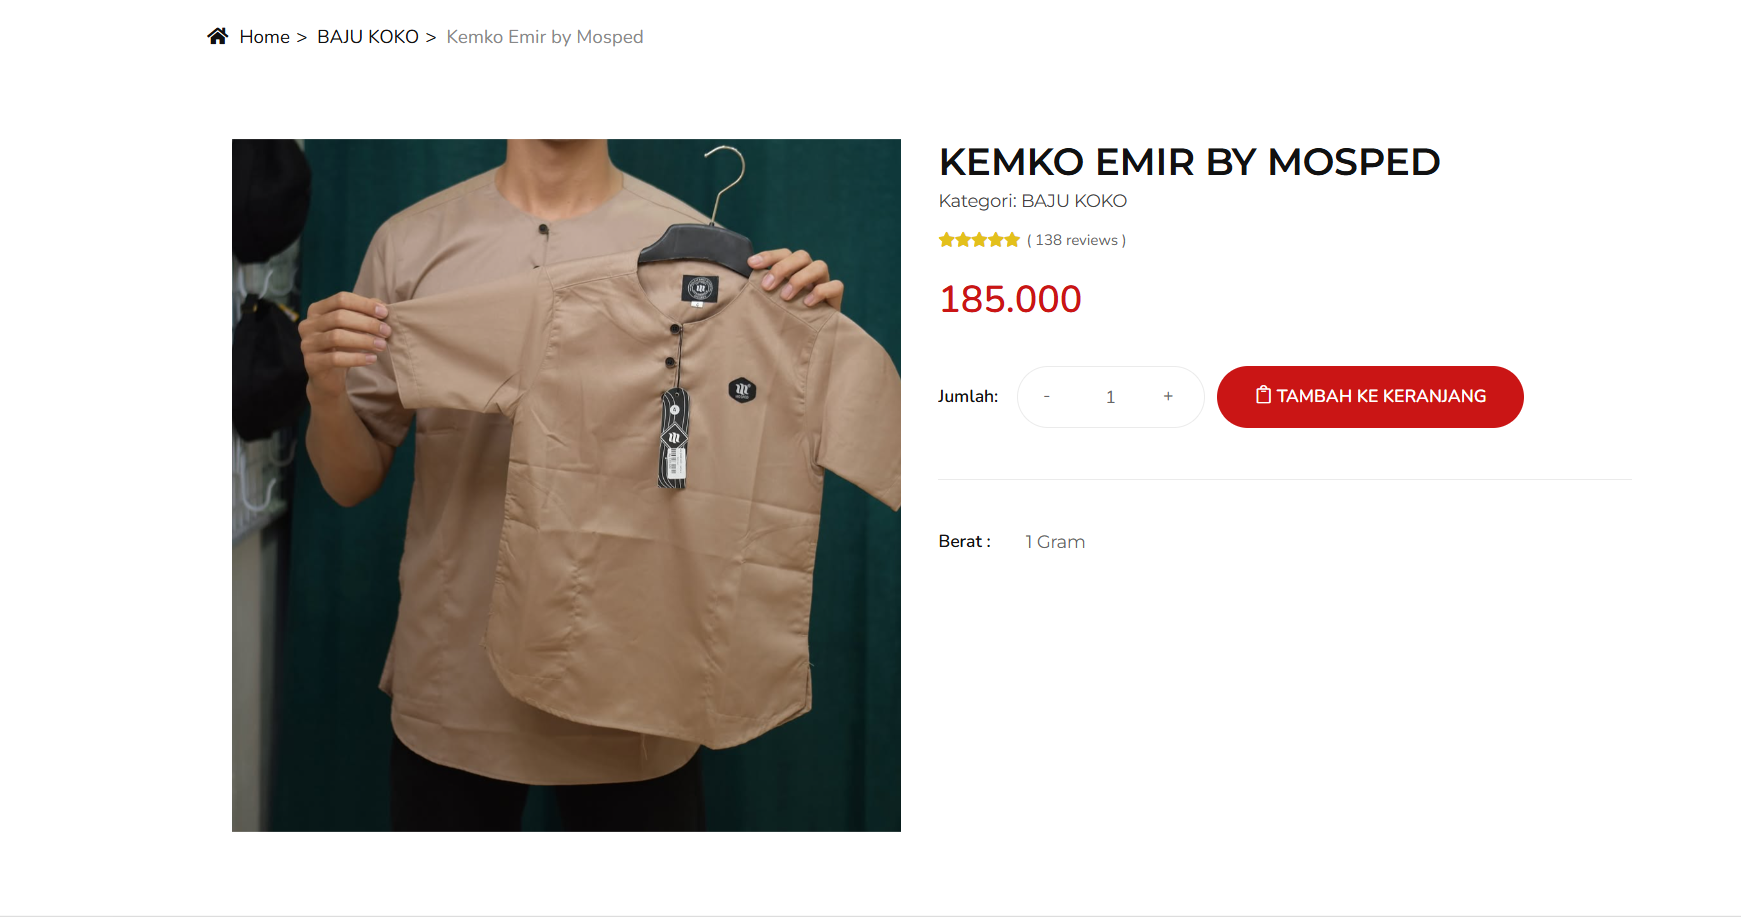 Home > BAJU KOKO > Kemko Emir by Mosped
KEMKO EMIR BY MOSPED
Kategori: BAJU KOKO
( 138 reviews )
185.000
Jumlah: - 1 + TAMBAH KE KERANJANG
Berat : 1 Gram